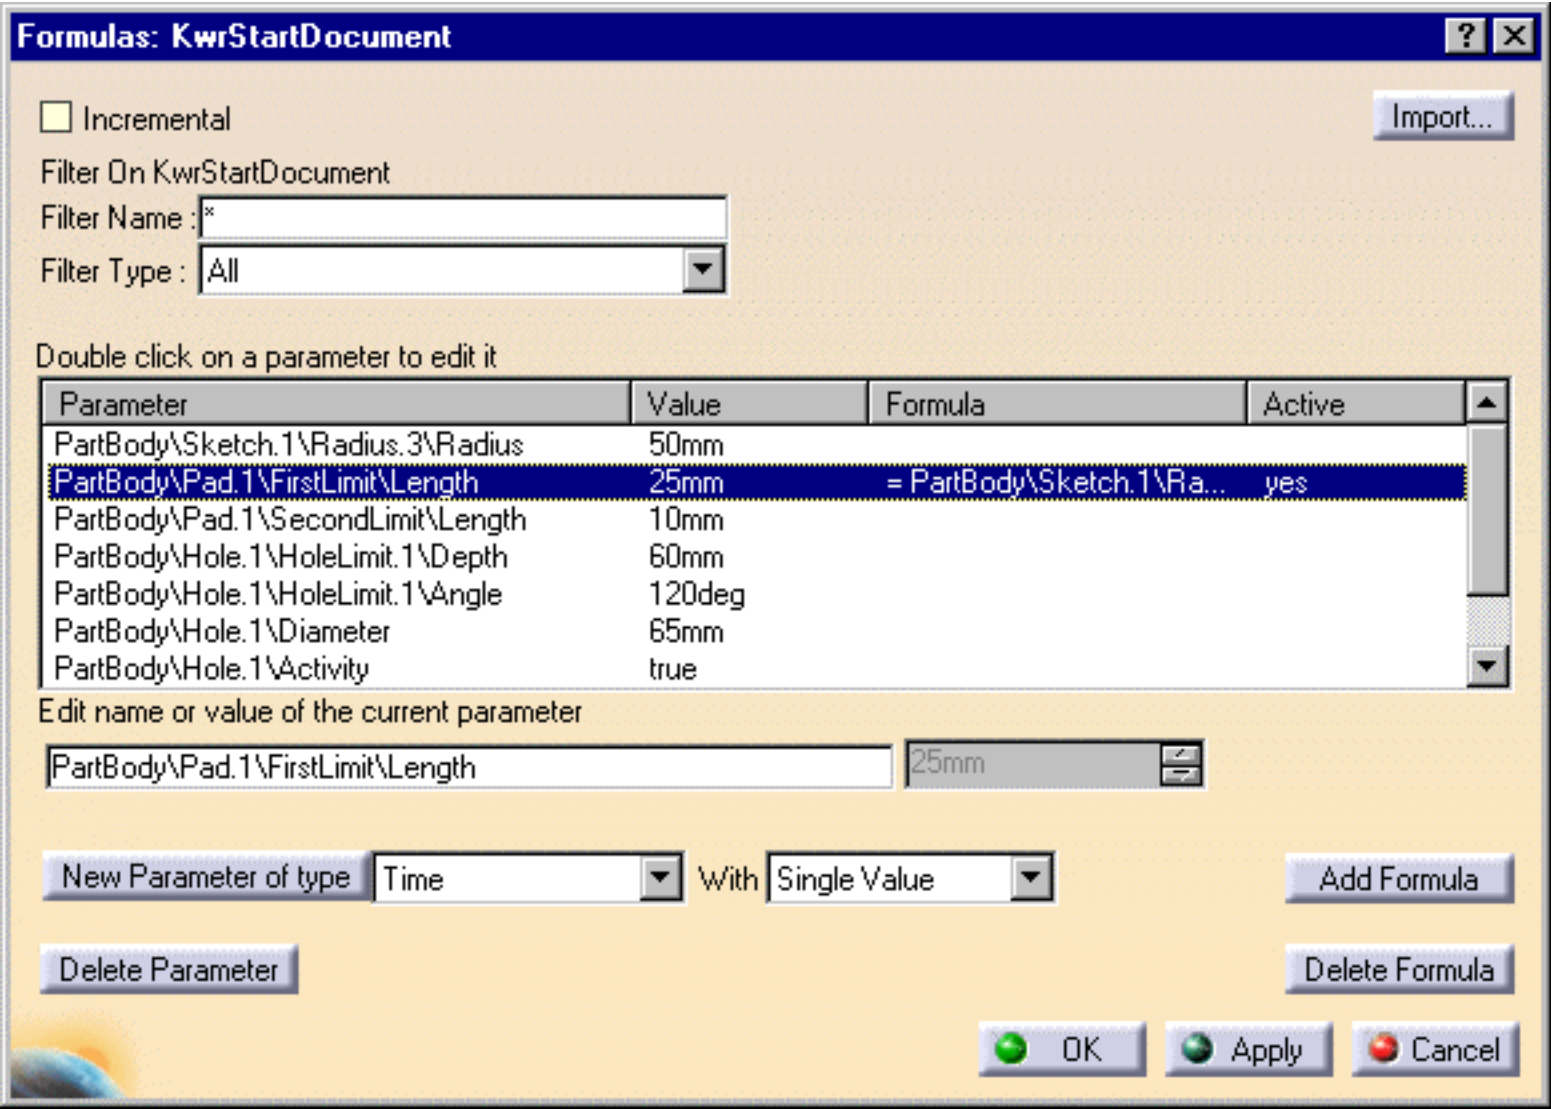 Formulas: KwrStartDocument
Incremental
Import...
Filter On KwrStartDocument
Filter Name : *
Filter Type : All
Double click on a parameter to edit it
Parameter Value Formula Active
PartBody\Sketch.1\Radius.3\Radius 50mm
PartBody\Pad.1\FirstLimit\Length 25mm = PartBody\Sketch.1\Ra... yes
PartBody\Pad.1\SecondLimit\Length 10mm
PartBody\Hole.1\HoleLimit.1\Depth 60mm
PartBody\Hole.1\HoleLimit.1\Angle 120deg
PartBody\Hole.1\Diameter 65mm
PartBody\Hole.1\Activity true
Edit name or value of the current parameter
PartBody\Pad.1\FirstLimit\Length 25mm
New Parameter of type Time With Single Value Add Formula
Delete Parameter Delete Formula
OK Apply Cancel